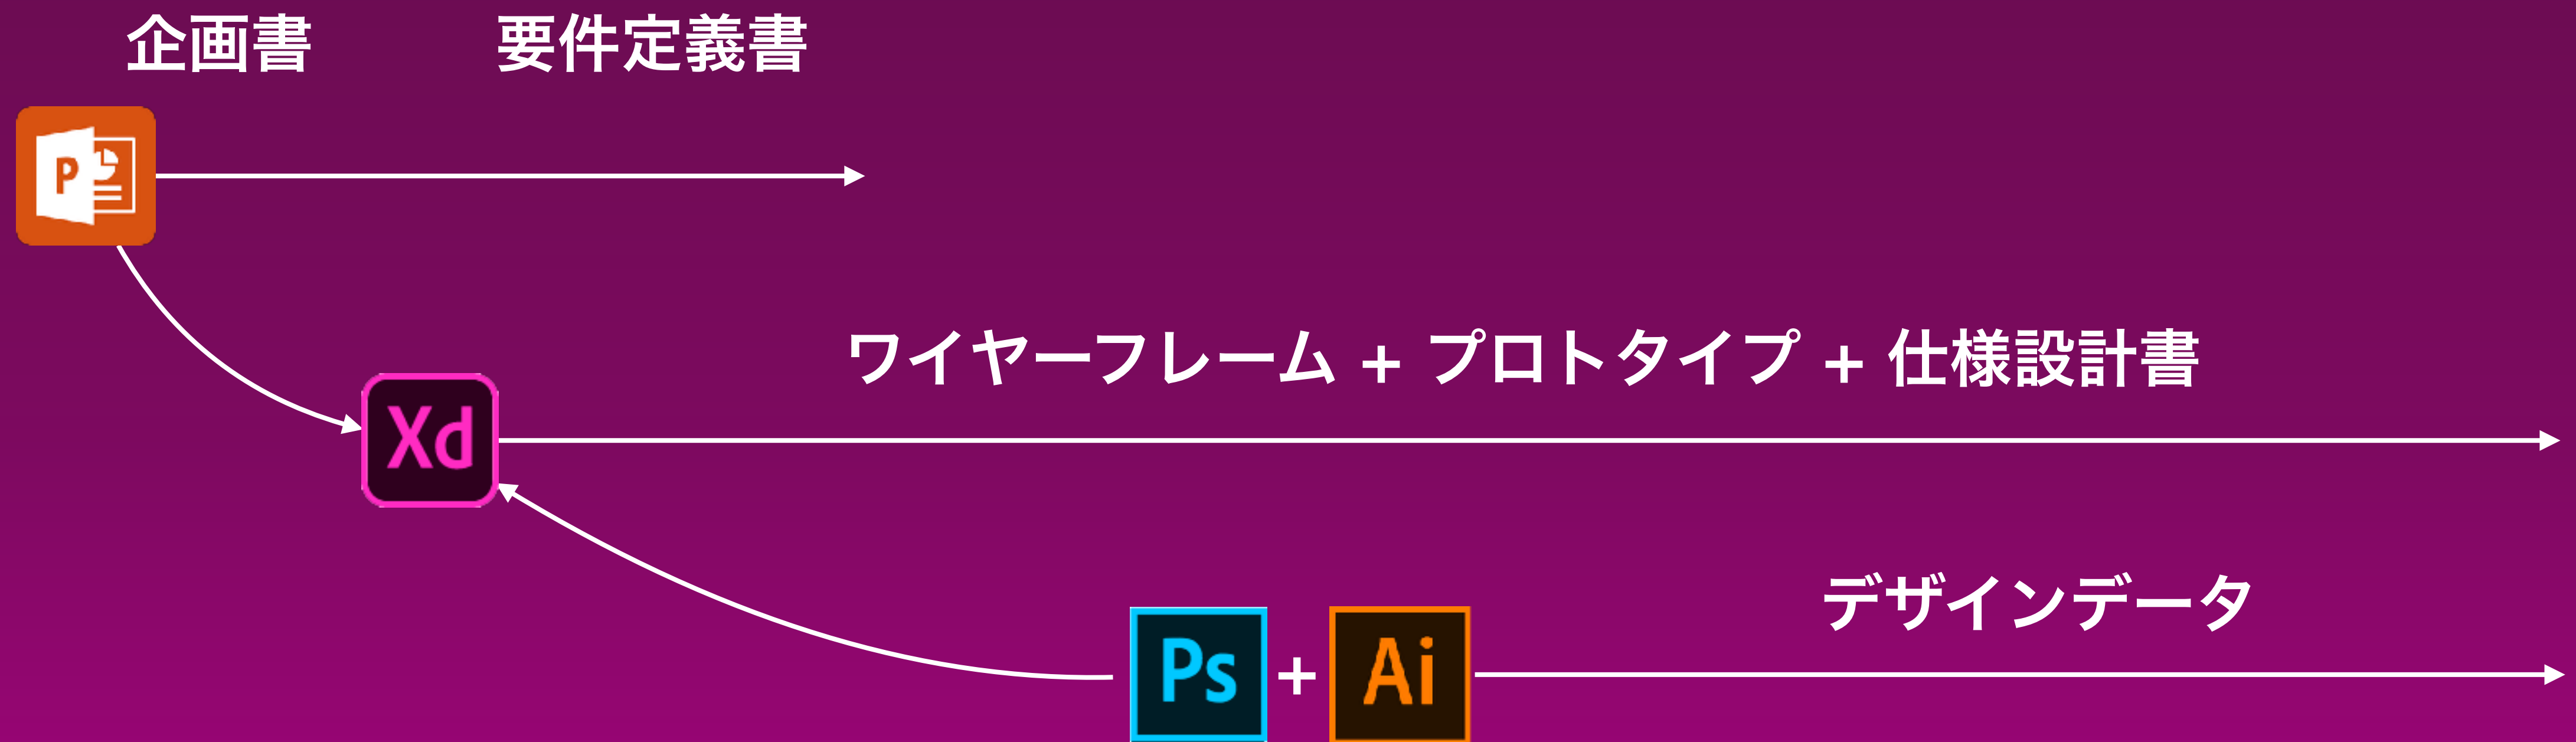 企画書 要件定義書
P
ワイヤーフレーム + プロトタイプ + 仕様設計書
Xd
デザインデータ
Ps + Ai